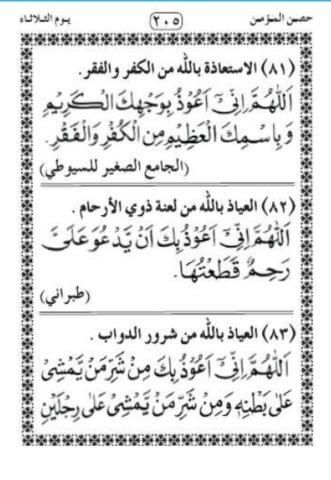 حصن المؤمن ٢٠٥ يوم الثلاثاء
(٨١) الاستعاذة بالله من الكفر والفقر.
اَللّٰهُمَّ اِنِّىْٓ اَعُوْذُ بِوَجْهِكَ الْكَرِيْمِ
وَبِاسْمِكَ الْعَظِيْمِ مِنَ الْكُفْرِ وَالْفَقْرِ.
(الجامع الصغير للسيوطي)
(٨٢) العياذ بالله من لعنة ذوي الأرحام .
اَللّٰهُمَّ اِنِّىْٓ اَعُوْذُ بِكَ اَنْ يَّدْعُوَ عَلَىَّ
رَحِمٌ قَطَعْتُهَا.
(طبراني)
(٨٣) العياذ بالله من شرور الدواب .
اَللّٰهُمَّ اِنِّىْٓ اَعُوْذُ بِكَ مِنْ شَرِّ مَنْ يَّمْشِىْ
عَلٰى بَطْنِهٖ وَمِنْ شَرِّ مَنْ يَّمْشِىْ عَلٰى رِجْلَيْنِ